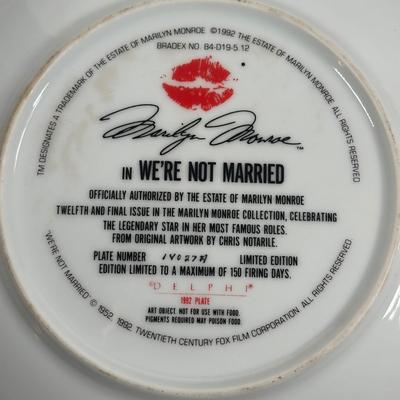 TM DESIGNATES A TRADEMARK OF THE ESTATE OF MARILYN MONROE ©1992 THE ESTATE OF MARILYN MONROE. ALL RIGHTS RESERVED
BRADEX NO. 84-D19-5.12
Marilyn Monroe™
IN WE'RE NOT MARRIED
OFFICIALLY AUTHORIZED BY THE ESTATE OF MARILYN MONROE
TWELFTH AND FINAL ISSUE IN THE MARILYN MONROE COLLECTION, CELEBRATING
THE LEGENDARY STAR IN HER MOST FAMOUS ROLES.
FROM ORIGINAL ARTWORK BY CHRIS NOTARILE.
PLATE NUMBER LIMITED EDITION
EDITION LIMITED TO A MAXIMUM OF 150 FIRING DAYS.
©DELPHI®
1992 PLATE
ART OBJECT. NOT FOR USE WITH FOOD.
PIGMENTS REQUIRED MAY POISON FOOD.
"WE'RE NOT MARRIED" © 1952, 1992, TWENTIETH CENTURY FOX FILM CORPORATION. ALL RIGHTS RESERVED